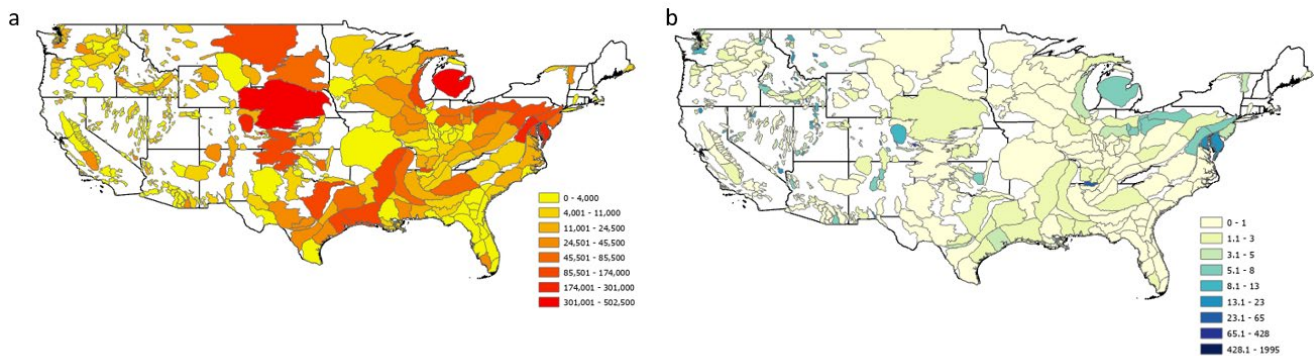 a
0 - 4,000
4,001 - 11,000
11,001 - 24,500
24,501 - 45,500
45,501 - 85,500
85,501 - 174,000
174,001 - 301,000
301,001 - 502,500
b
0 - 1
1.1 - 3
3.1 - 5
5.1 - 8
8.1 - 13
13.1 - 23
23.1 - 65
65.1 - 428
428.1 - 1995